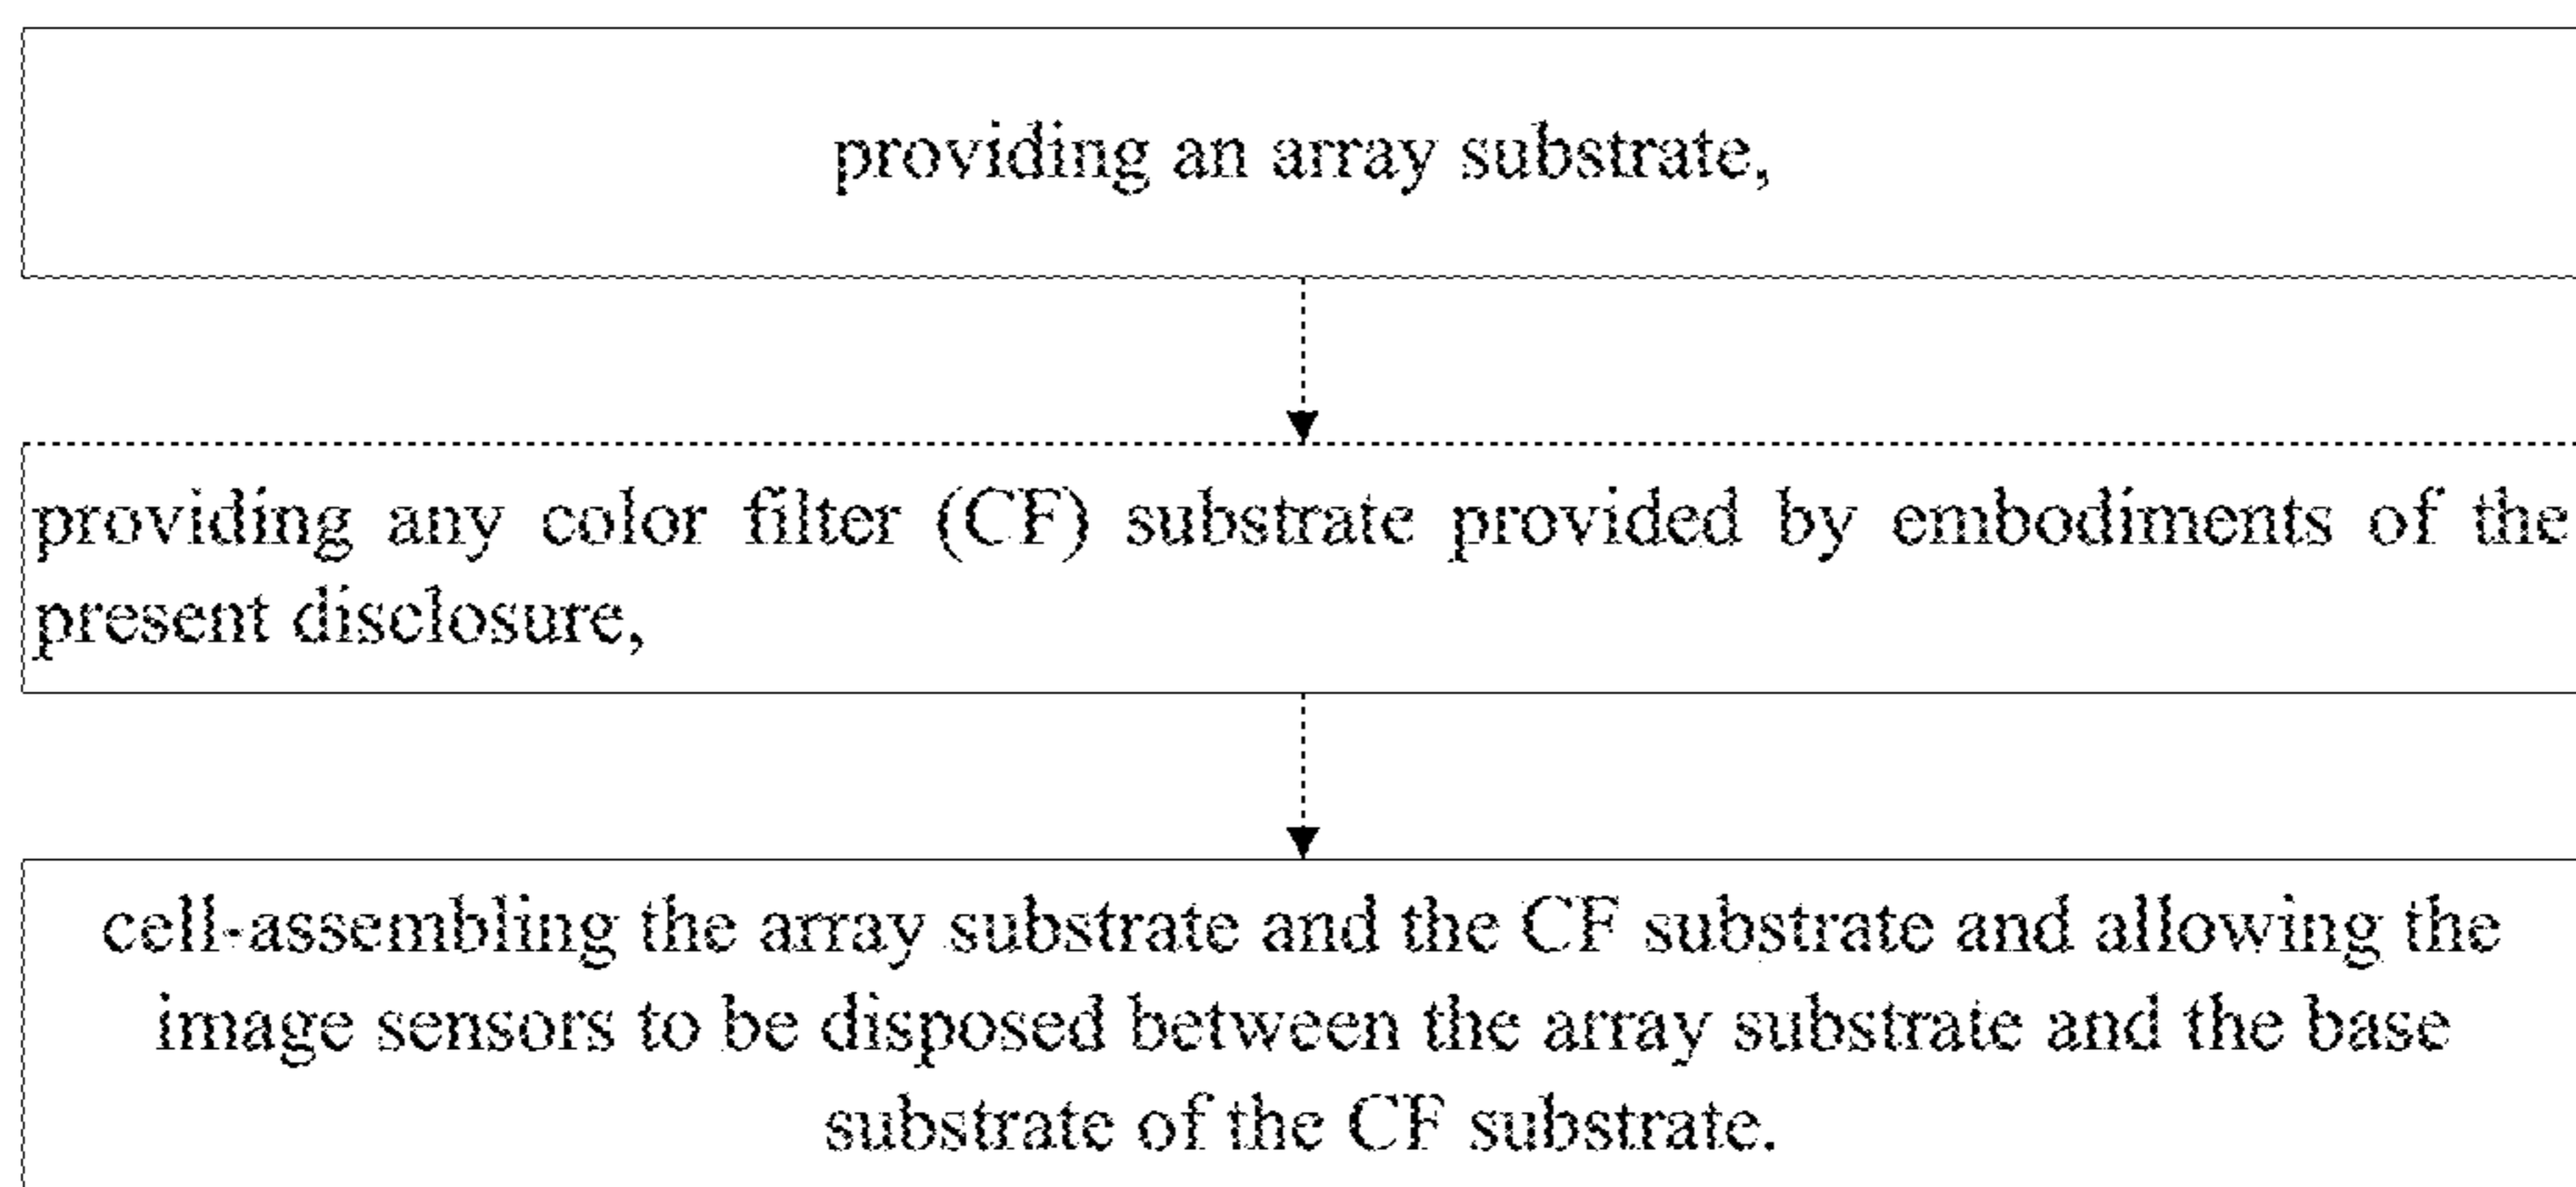 providing an array substrate,
providing any color filter (CF) substrate provided by embodiments of the
present disclosure,
cell-assembling the array substrate and the CF substrate and allowing the
image sensors to be disposed between the array substrate and the base
substrate of the CF substrate.